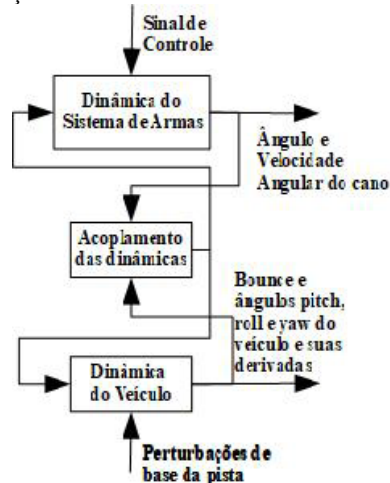 Sinal de
Controle
Dinâmica do
Sistema de Armas
Ângulo e
Velocidade
Angular do cano
Acoplamento
das dinâmicas
Bounce e
ângulos pitch,
roll e yaw do
veículo e suas
derivadas
Dinâmica
do Veículo
Perturbações de
base da pista